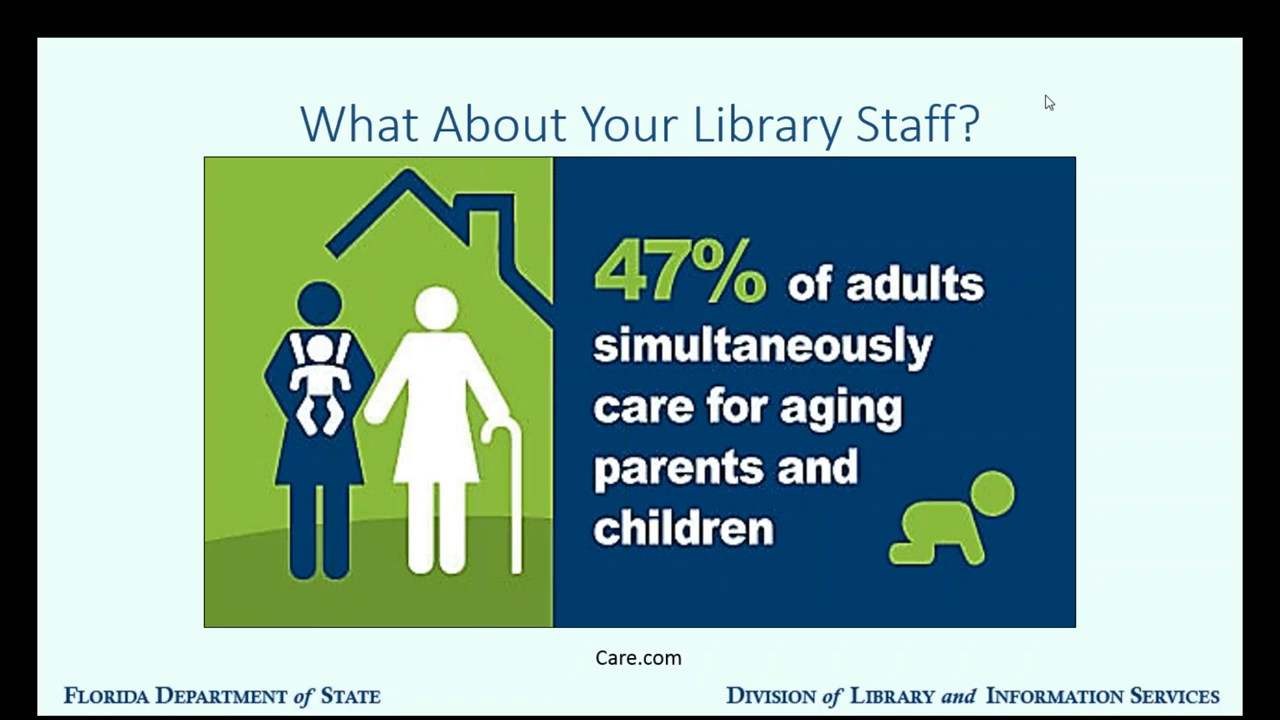 What About Your Library Staff?
47% of adults
simultaneously
care for aging
parents and
children
Care.com
FLORIDA DEPARTMENT of STATE
DIVISION of LIBRARY and INFORMATION SERVICES